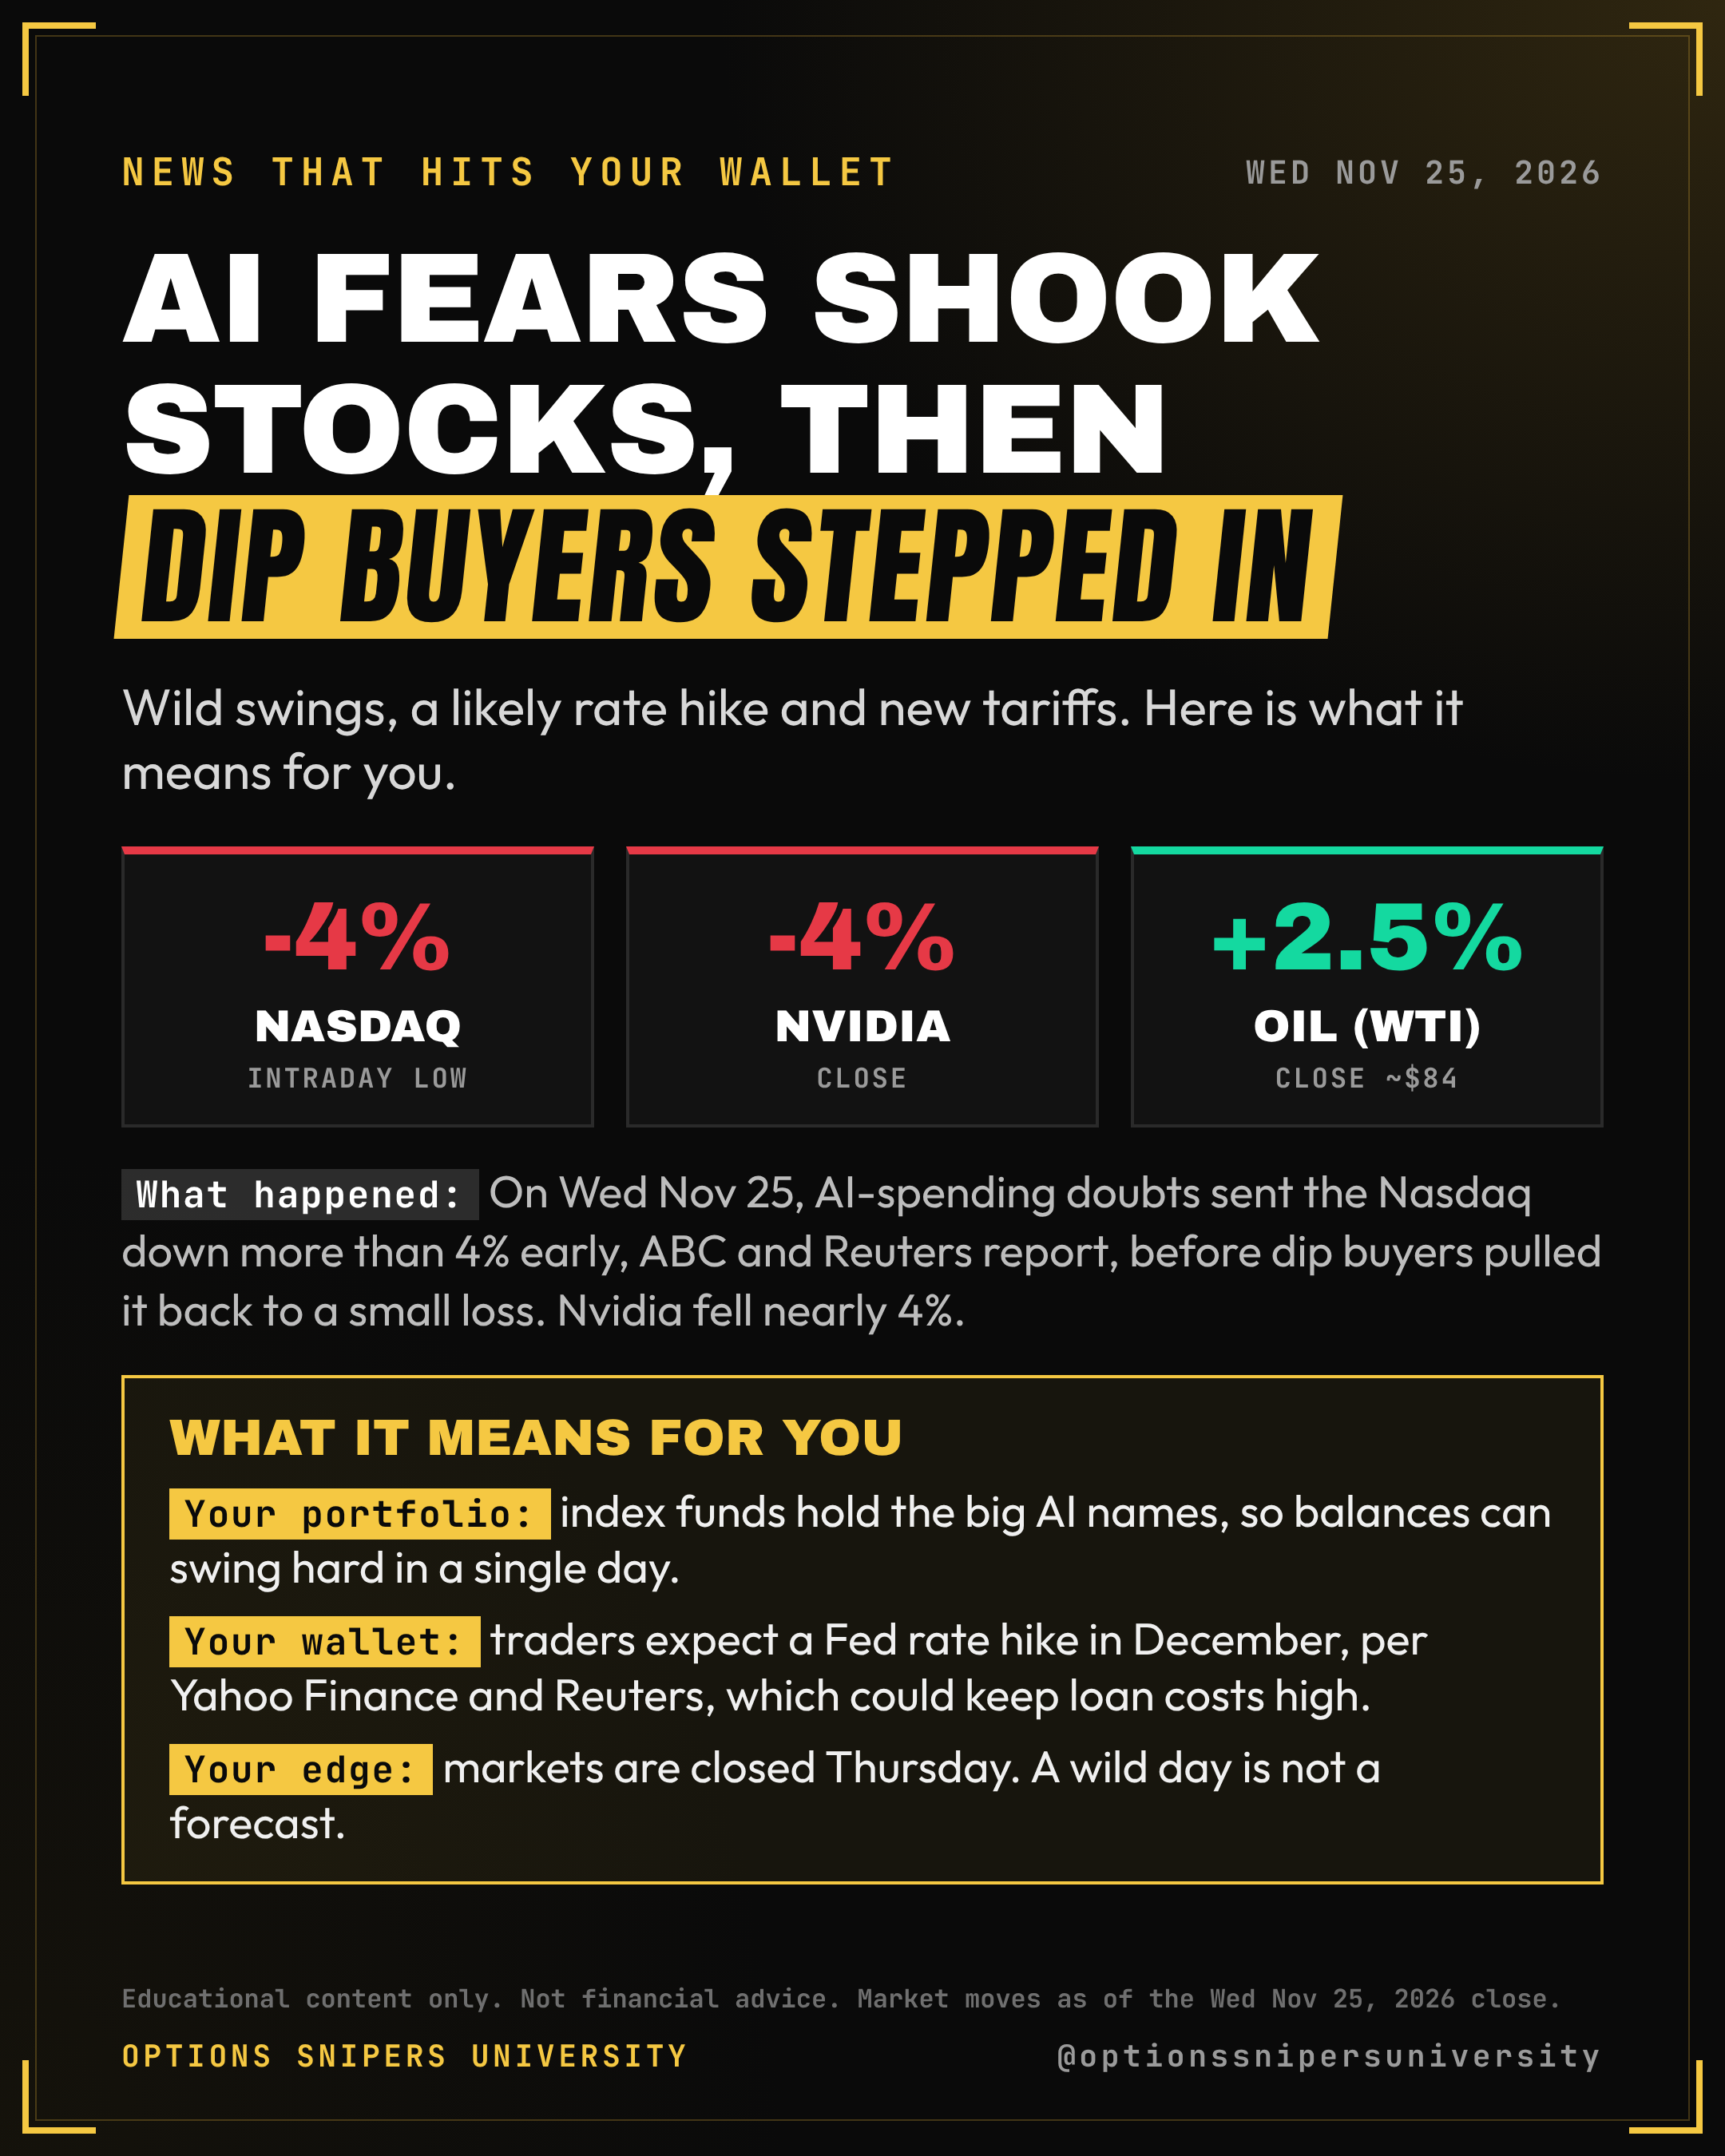 NEWS THAT HITS YOUR WALLET
WED NOV 25, 2026
AI FEARS SHOOK
STOCKS, THEN
DIP BUYERS STEPPED IN
Wild swings, a likely rate hike and new tariffs. Here is what it
means for you.
-4%
NASDAQ
INTRADAY LOW
-4%
NVIDIA
CLOSE
+2.5%
OIL (WTI)
CLOSE ~$84
What happened: On Wed Nov 25, AI-spending doubts sent the Nasdaq
down more than 4% early, ABC and Reuters report, before dip buyers pulled
it back to a small loss. Nvidia fell nearly 4%.
WHAT IT MEANS FOR YOU
Your portfolio: index funds hold the big AI names, so balances can
swing hard in a single day.
Your wallet: traders expect a Fed rate hike in December, per
Yahoo Finance and Reuters, which could keep loan costs high.
Your edge: markets are closed Thursday. A wild day is not a
forecast.
Educational content only. Not financial advice. Market moves as of the Wed Nov 25, 2026 close.
OPTIONS SNIPERS UNIVERSITY
@optionssnipersuniversity